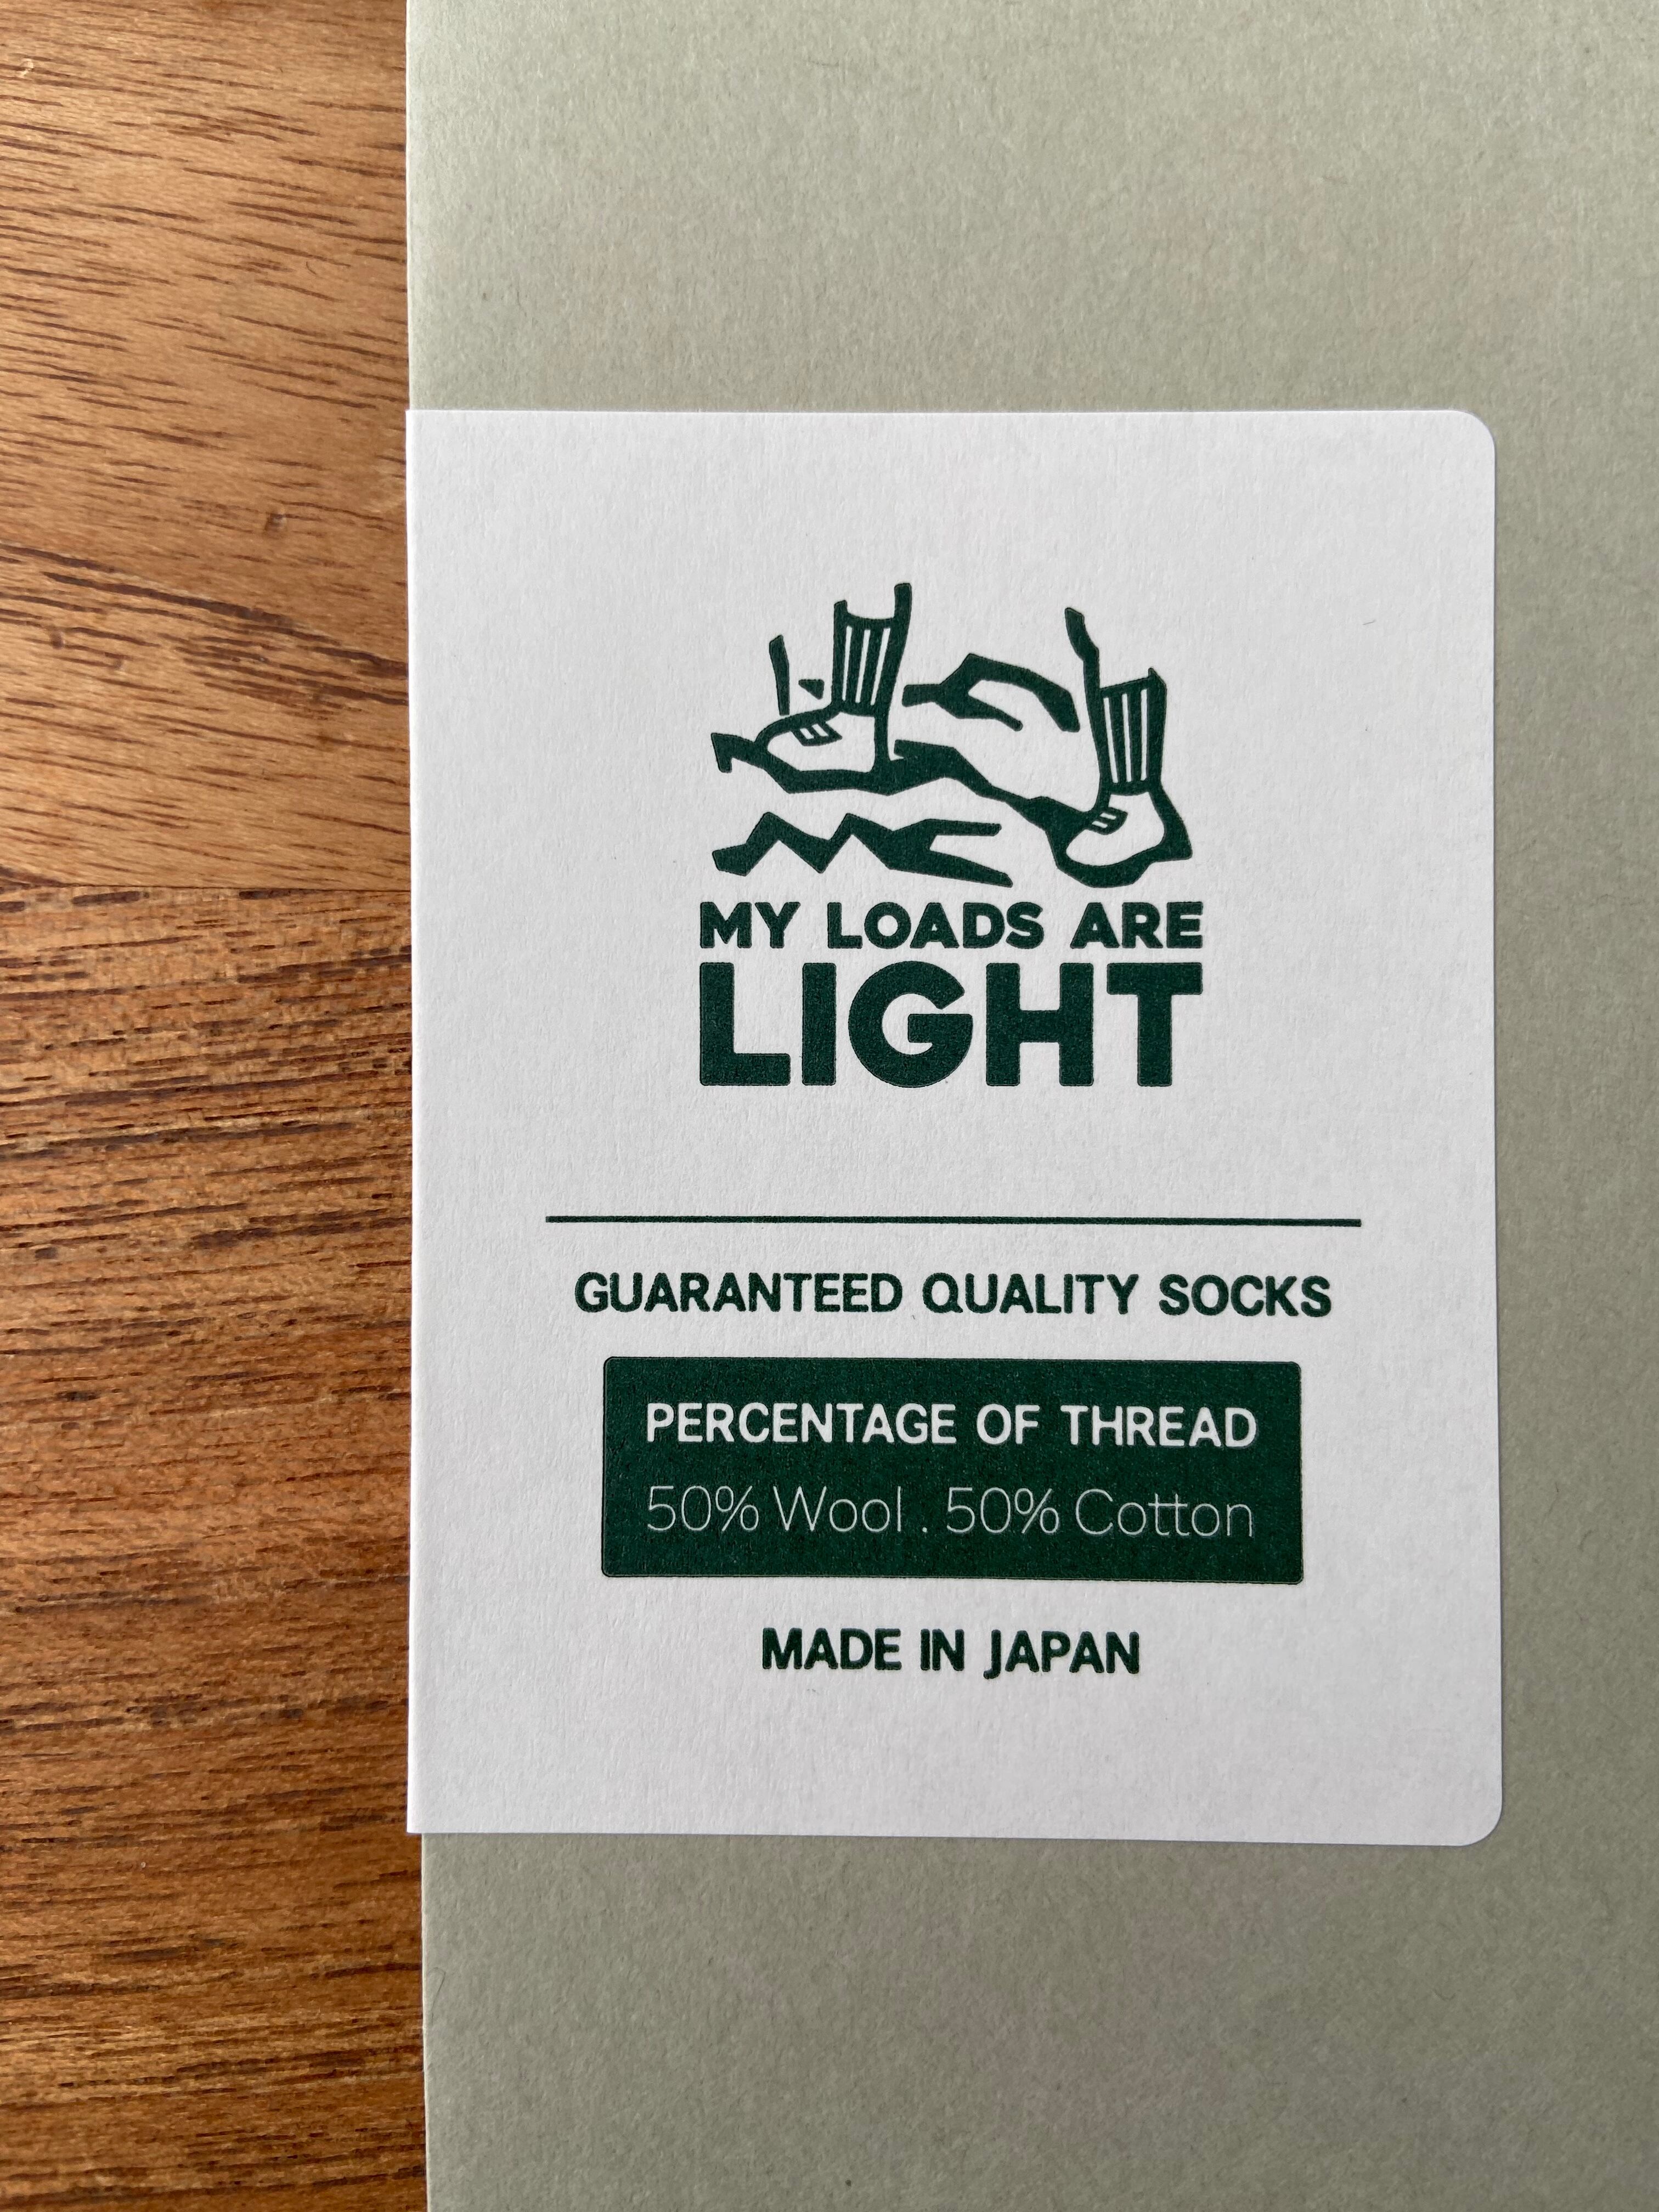 MY LOADS ARE
LIGHT
GUARANTEED QUALITY SOCKS
PERCENTAGE OF THREAD
50% Wool . 50% Cotton
MADE IN JAPAN